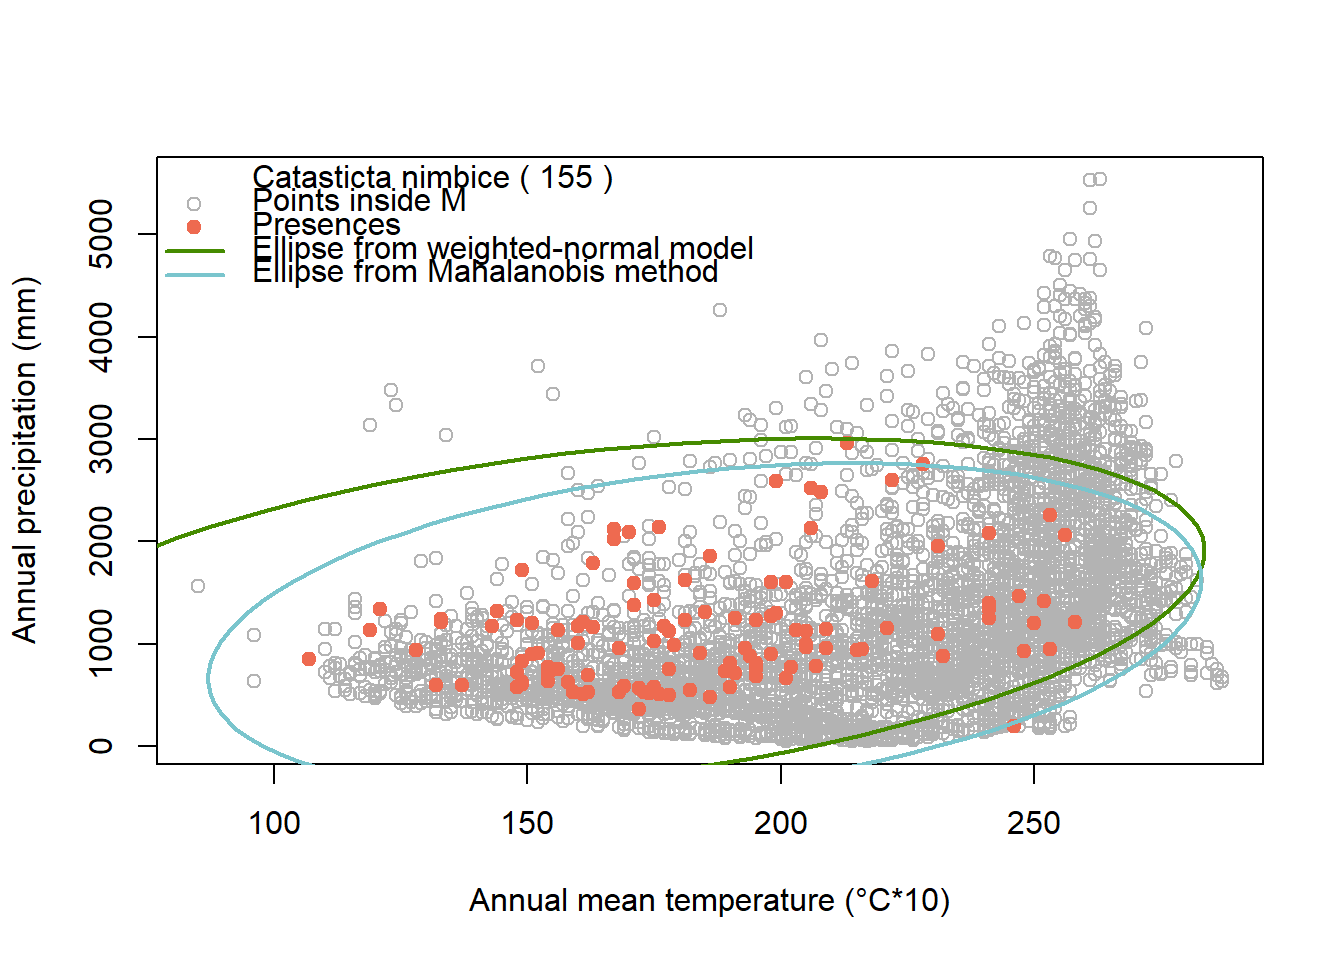 Catasticta nimbice ( 155 )
Points inside M
Presences
Ellipse from weighted-normal model
Ellipse from Mahalanobis method
Annual precipitation (mm)
5000
4000
3000
2000
1000
0
100 150 200 250
Annual mean temperature (°C*10)